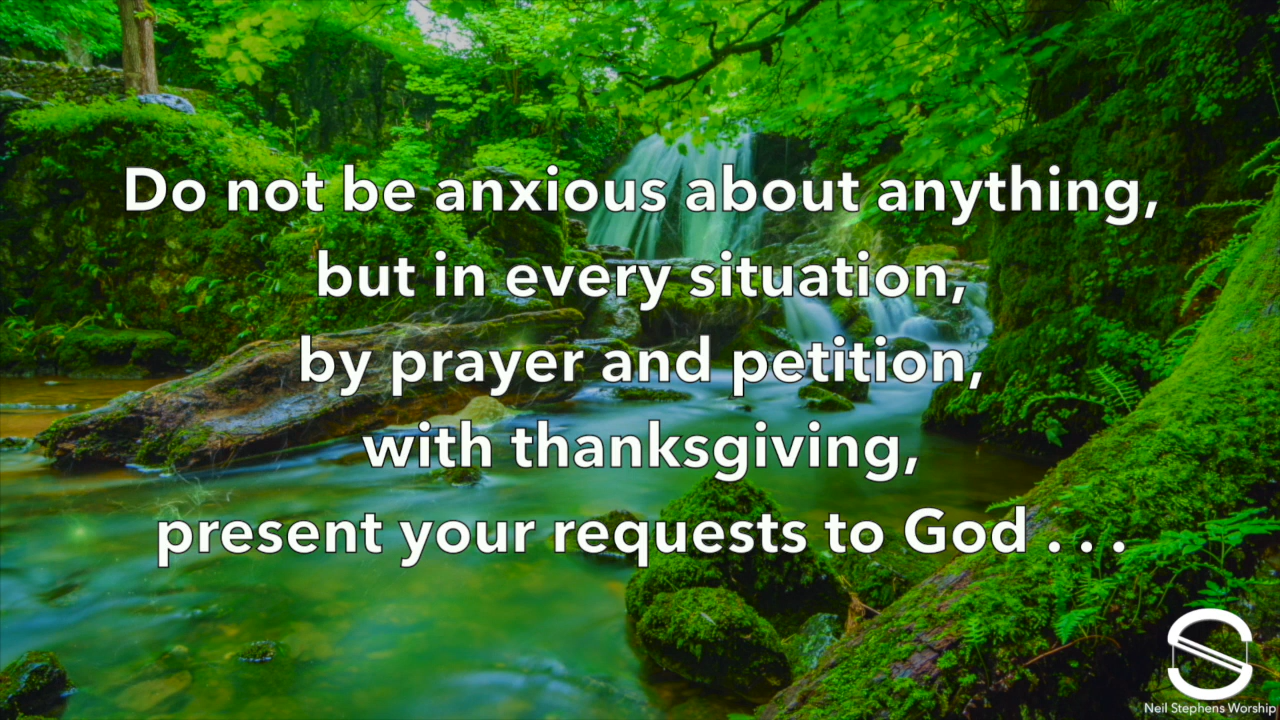 Do not be anxious about anything,
but in every situation,
by prayer and petition,
with thanksgiving,
present your requests to God . . .
Neil Stephens Worship